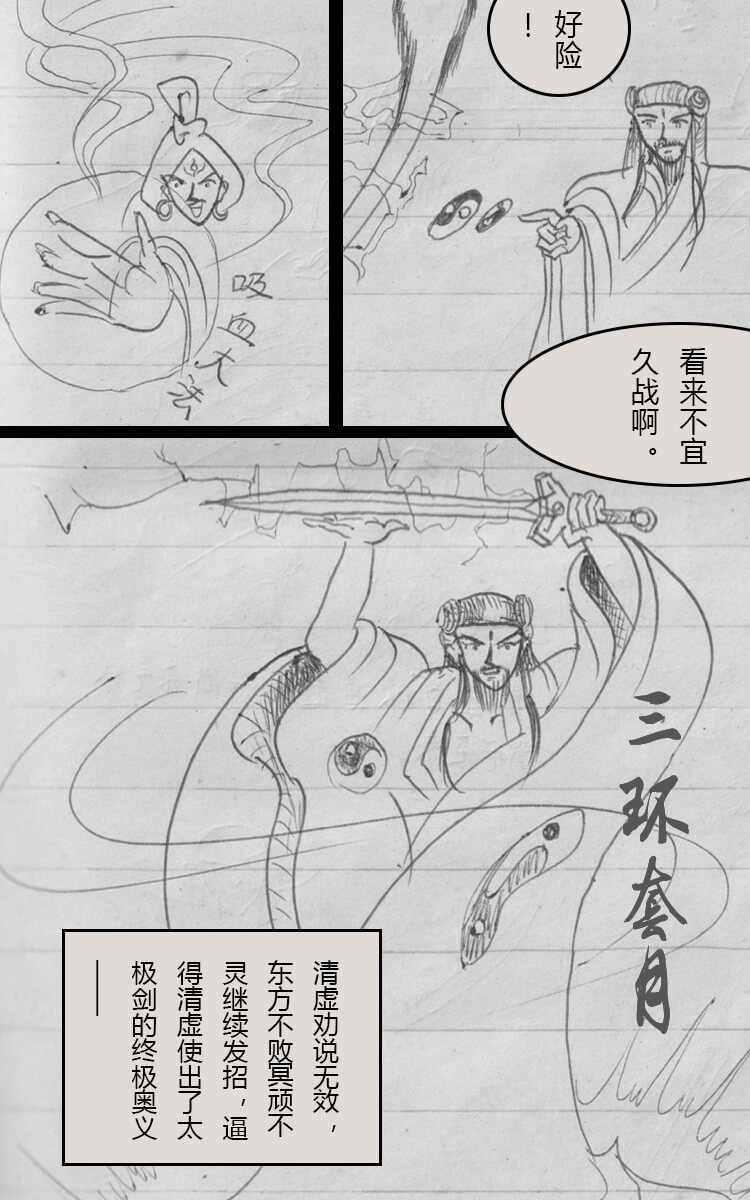 吸血大法
好险
！
看来不宜
久战啊。
三环套月
清虚劝说无效，
东方不败冥顽不
灵继续发招，逼
得清虚使出了太
极剑的终极奥义
——